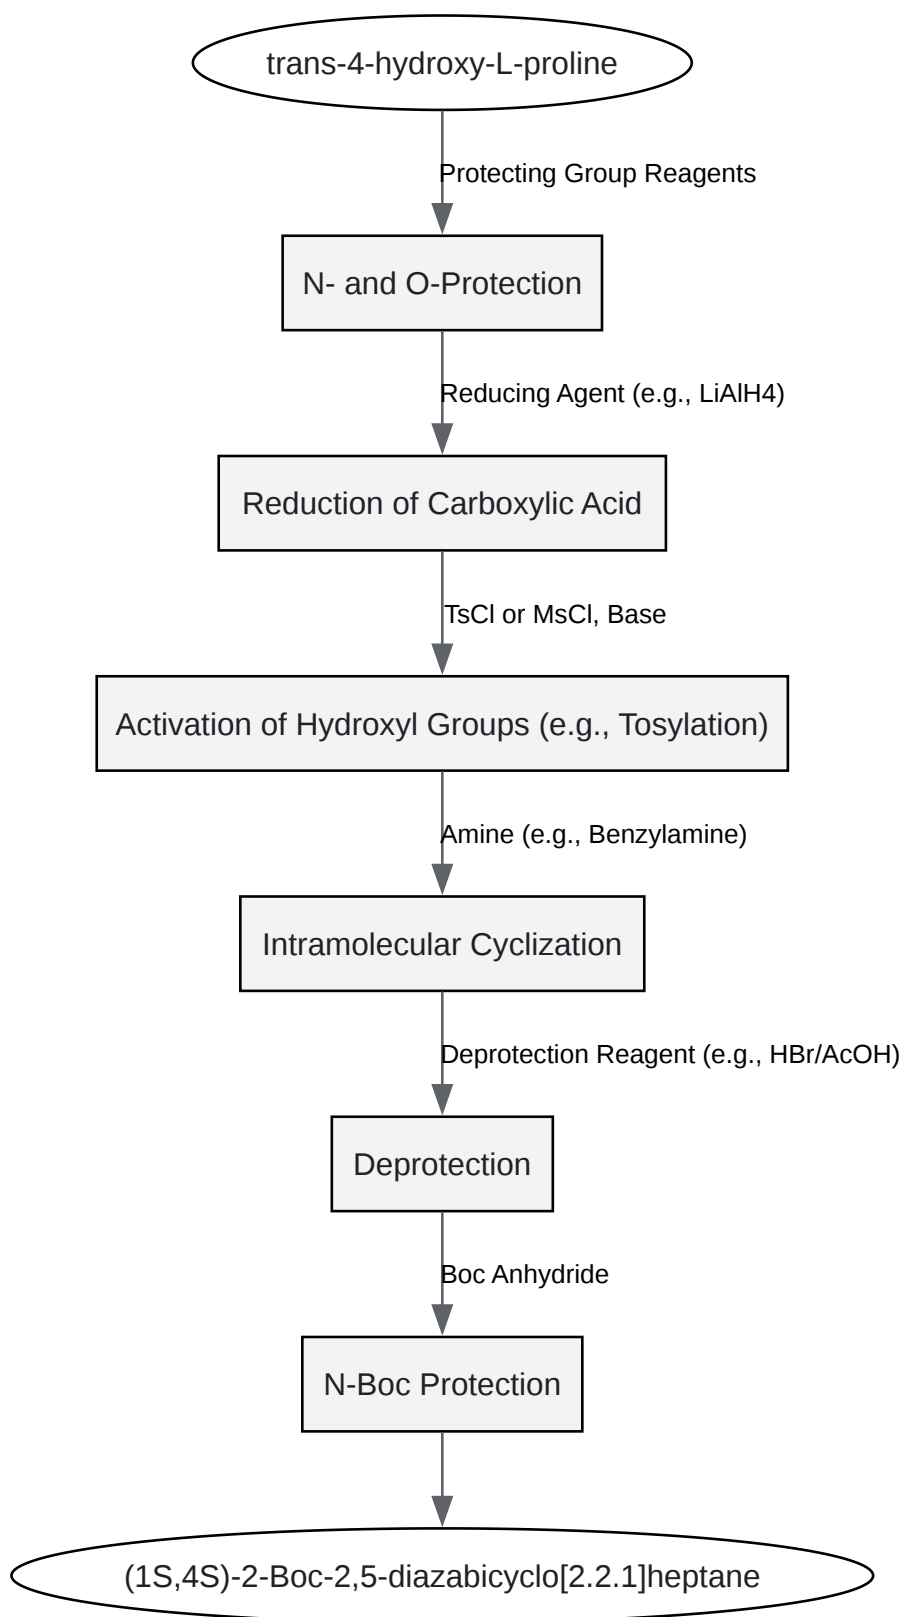 trans-4-hydroxy-L-proline
Protecting Group Reagents
N- and O-Protection
Reducing Agent (e.g., LiAlH4)
Reduction of Carboxylic Acid
TsCl or MsCl, Base
Activation of Hydroxyl Groups (e.g., Tosylation)
Amine (e.g., Benzylamine)
Intramolecular Cyclization
Deprotection Reagent (e.g., HBr/AcOH)
Deprotection
Boc Anhydride
N-Boc Protection
(1S,4S)-2-Boc-2,5-diazabicyclo[2.2.1]heptane